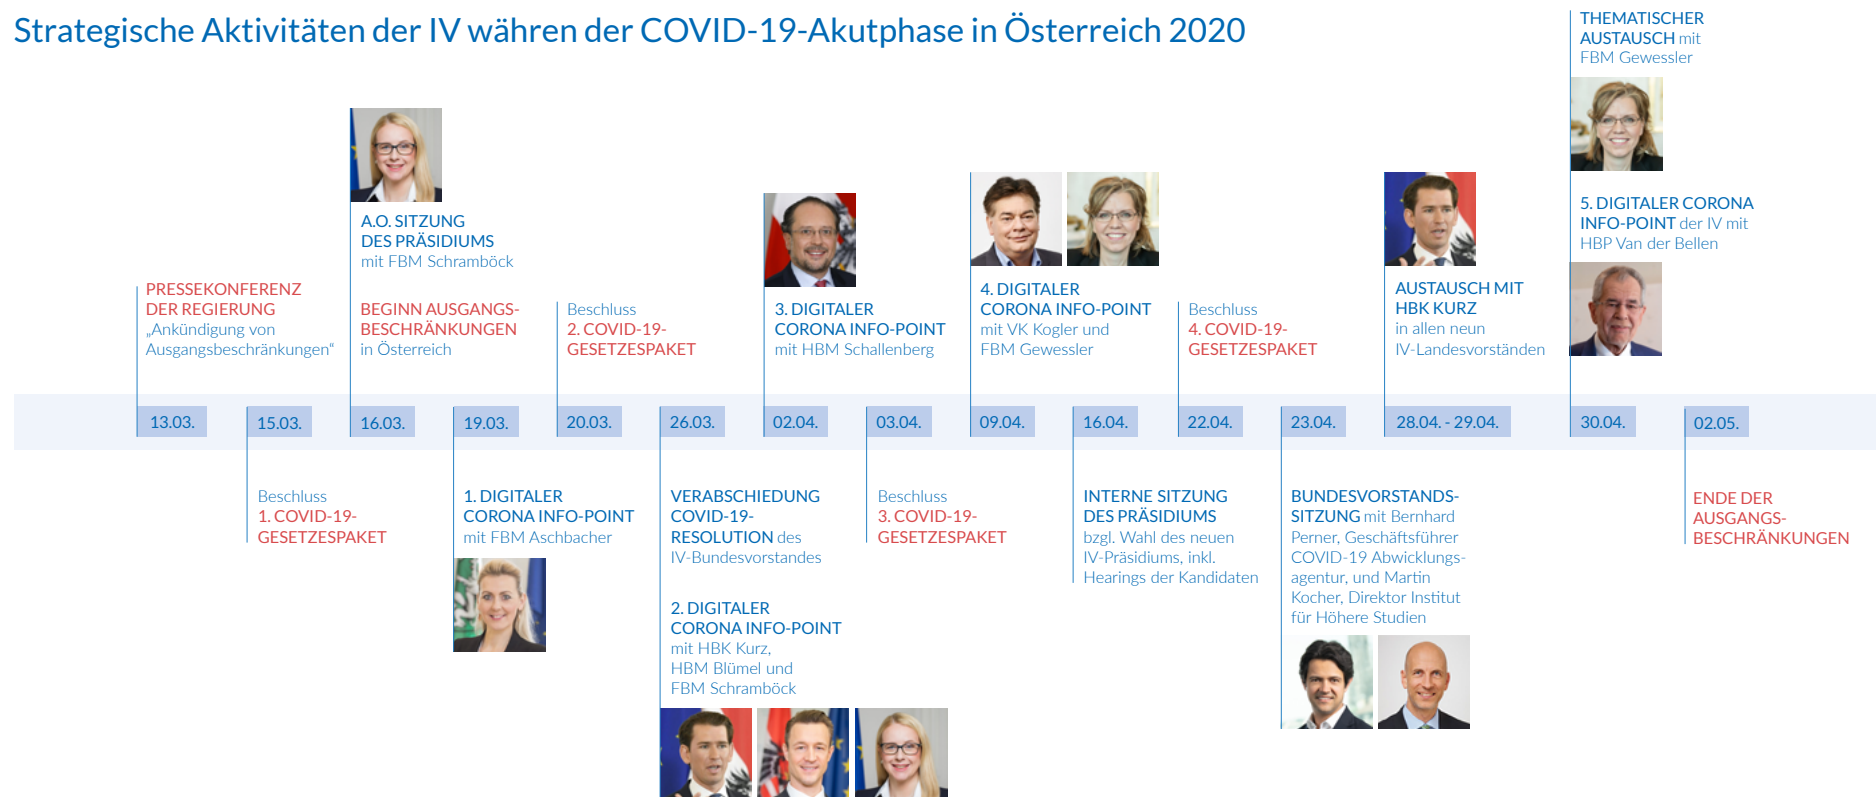 Strategische Aktivitäten der IV währen der COVID-19-Akutphase in Österreich 2020
PRESSEKONFERENZ
DER REGIERUNG
„Ankündigung von
Ausgangsbeschränkungen“
13.03.
15.03.
Beschluss
1. COVID-19-
GESETZESPAKET
A.O. SITZUNG
DES PRÄSIDIUMS
mit FBM Schramböck
BEGINN AUSGANGS-
BESCHRÄNKUNGEN
in Österreich
16.03.
19.03.
1. DIGITALER
CORONA INFO-POINT
mit FBM Aschbacher
Beschluss
2. COVID-19-
GESETZESPAKET
20.03.
26.03.
VERABSCHIEDUNG
COVID-19-
RESOLUTION des
IV-Bundesvorstandes
2. DIGITALER
CORONA INFO-POINT
mit HBK Kurz,
HBM Blümel und
FBM Schramböck
3. DIGITALER
CORONA INFO-POINT
mit HBM Schallenberg
02.04.
03.04.
Beschluss
3. COVID-19-
GESETZESPAKET
4. DIGITALER
CORONA INFO-POINT
mit VK Kogler und
FBM Gewessler
09.04.
16.04.
INTERNE SITZUNG
DES PRÄSIDIUMS
bzgl. Wahl des neuen
IV-Präsidiums, inkl.
Hearings der Kandidaten
Beschluss
4. COVID-19-
GESETZESPAKET
22.04.
23.04.
BUNDESVORSTANDS-
SITZUNG mit Bernhard
Perner, Geschäftsführer
COVID-19 Abwicklungs-
agentur, und Martin
Kocher, Direktor Institut
für Höhere Studien
AUSTAUSCH MIT
HBK KURZ
in allen neun
IV-Landesvorständen
28.04. - 29.04.
THEMATISCHER
AUSTAUSCH mit
FBM Gewessler
5. DIGITALER CORONA
INFO-POINT der IV mit
HBP Van der Bellen
30.04.
02.05.
ENDE DER
AUSGANGS-
BESCHRÄNKUNGEN